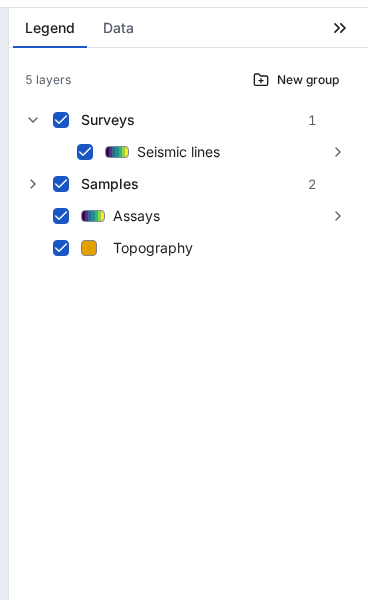 Legend Data
5 layers New group
Surveys 1
Seismic lines
Samples 2
Assays
Topography